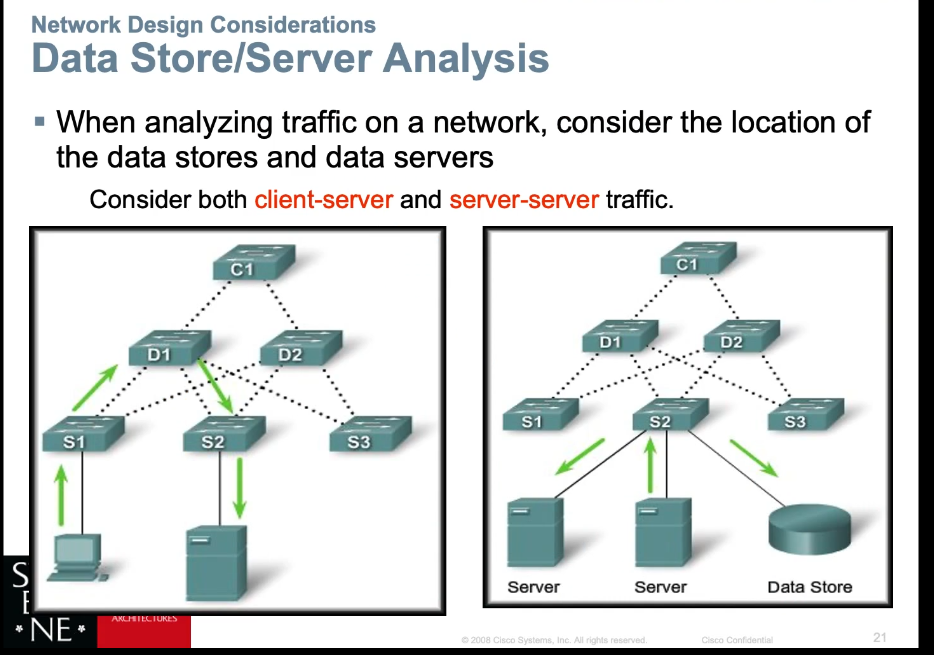 Network Design Considerations
Data Store/Server Analysis
▪ When analyzing traffic on a network, consider the location of
the data stores and data servers
Consider both client-server and server-server traffic.
C1
D1 D2
S1 S2 S3
C1
D1 D2
S1 S2 S3
Server Server Data Store
S
NE
ARCHITECTURES
© 2008 Cisco Systems, Inc. All rights reserved. Cisco Confidential 21